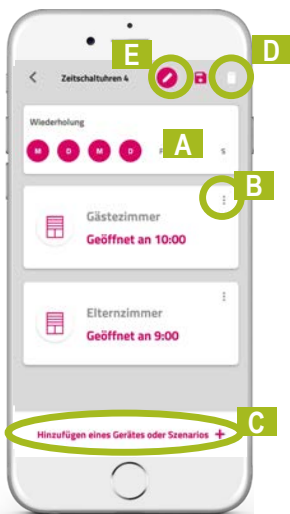 E
D
Zeitschaltuhren 4
Wiederholung
M D M D F A S
B
Gästezimmer
Geöffnet an 10:00
Elternzimmer
Geöffnet an 9:00
C
Hinzufügen eines Gerätes oder Szenarios +